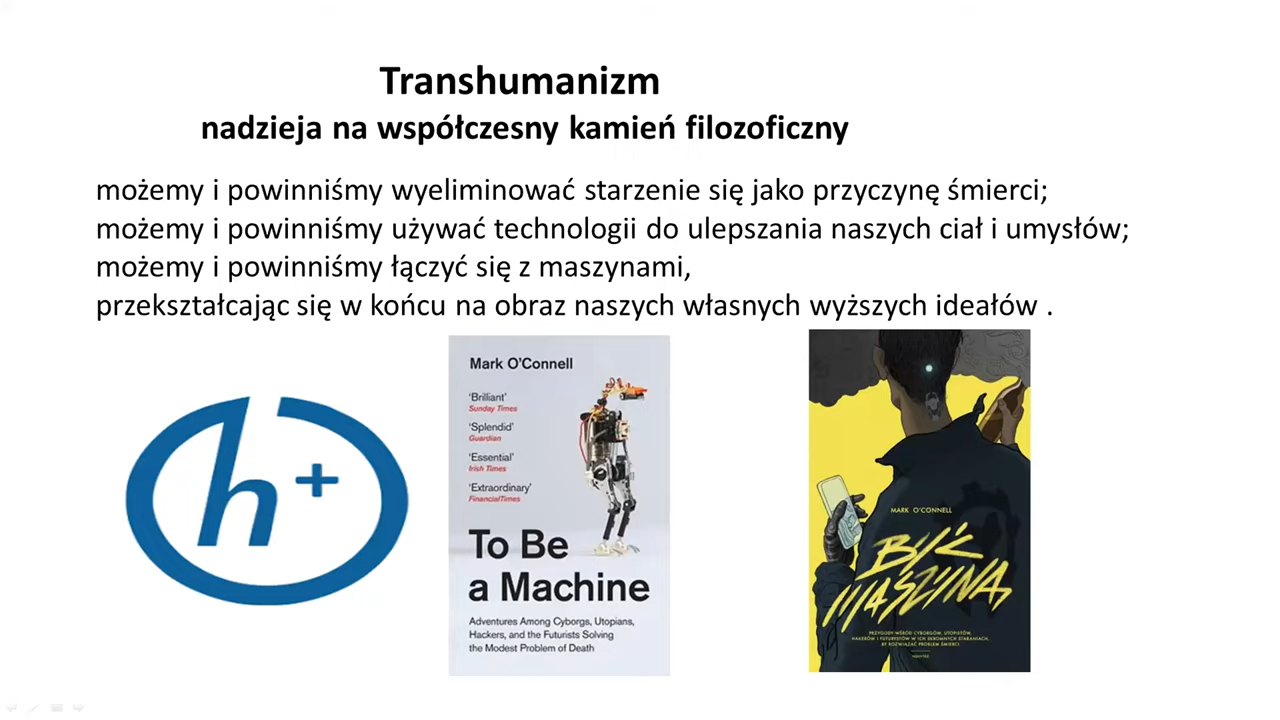 Transhumanizm
nadzieja na współczesny kamień filozoficzny
możemy i powinniśmy wyeliminować starzenie się jako przyczynę śmierci;
możemy i powinniśmy używać technologii do ulepszania naszych ciał i umysłów;
możemy i powinniśmy łączyć się z maszynami,
przekształcając się w końcu na obraz naszych własnych wyższych ideałów .
h+
Mark O'Connell
'Brilliant'
Sunday Times
'Splendid'
Guardian
'Essential'
Irish Times
'Extraordinary'
FinancialTimes
To Be
a Machine
Adventures Among Cyborgs, Utopians,
Hackers, and the Futurists Solving
the Modest Problem of Death
MARK O'CONNELL
BYĆ
MASZYNĄ
PRZYGODY WŚRÓD CYBORGÓW, UTOPISTÓW,
HAKERÓW I FUTURYSTÓW W ICH SKROMNYCH STARANIACH,
BY ROZWIĄZAĆ PROBLEM ŚMIERCI